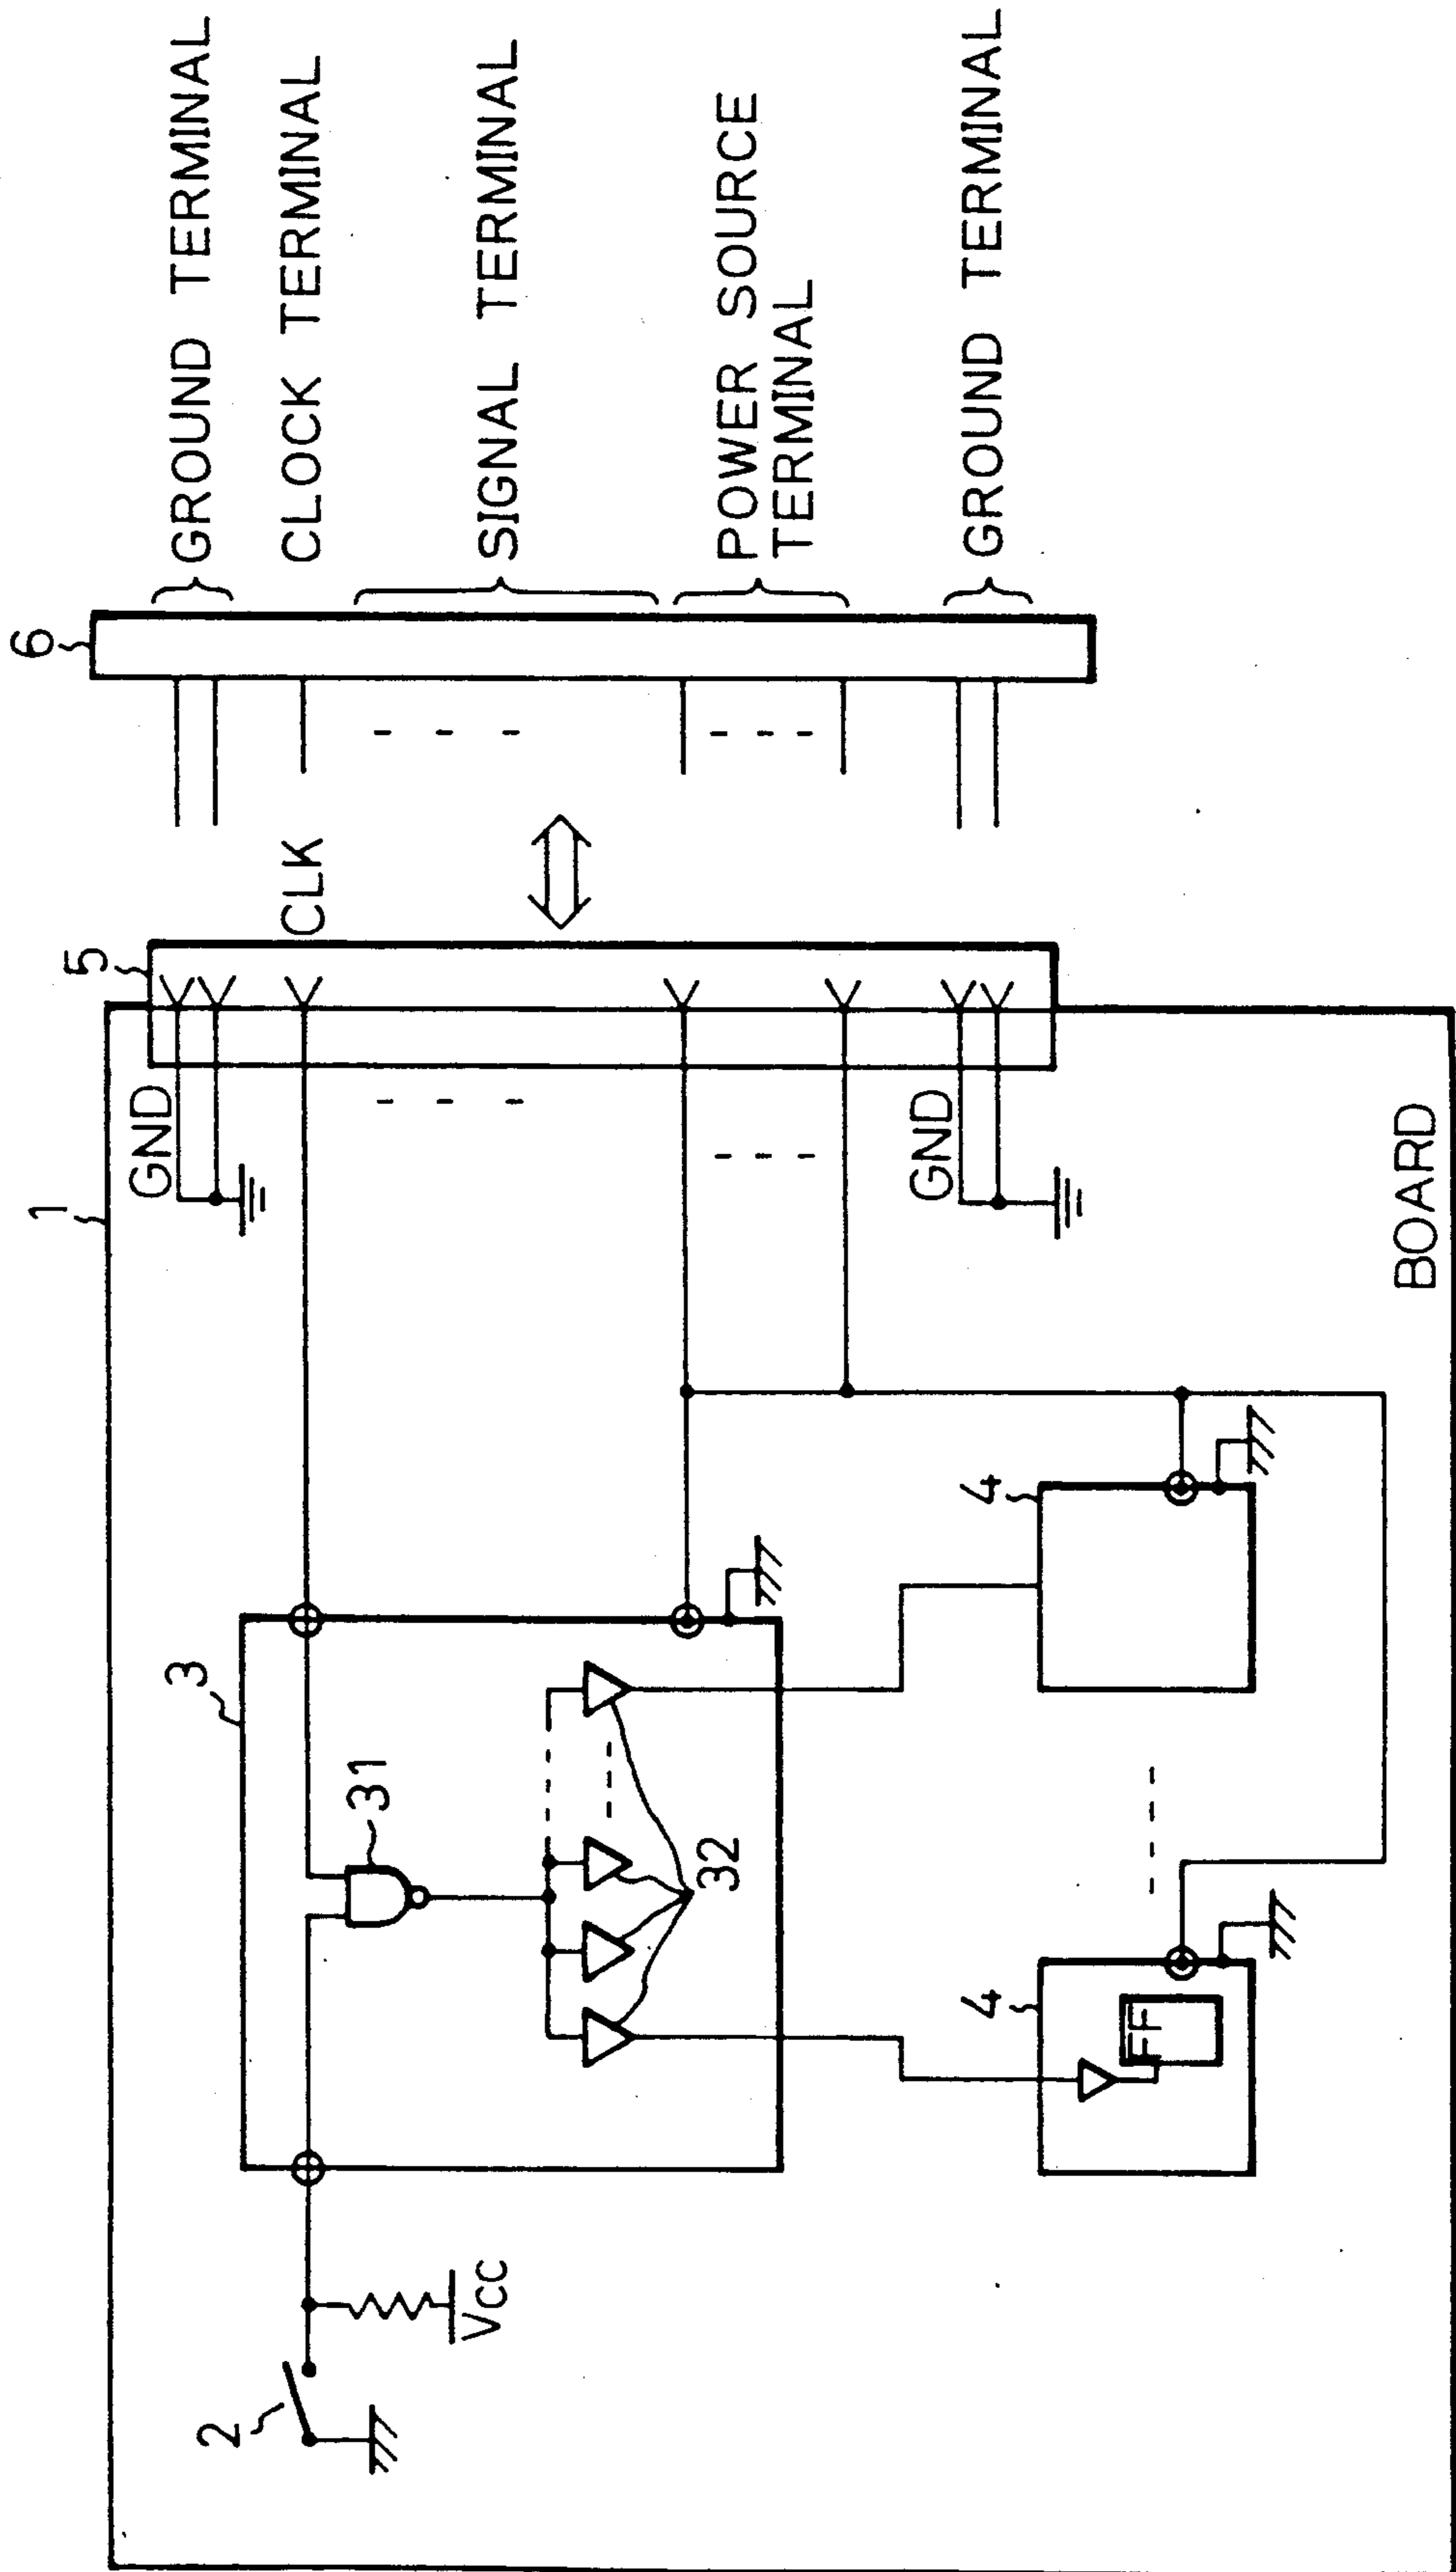 1
5
6
GND
CLK
GROUND TERMINAL
3
CLOCK TERMINAL
2
31
VCC
SIGNAL TERMINAL
32
POWER SOURCE
TERMINAL
4
4
FF
GND
GROUND TERMINAL
BOARD